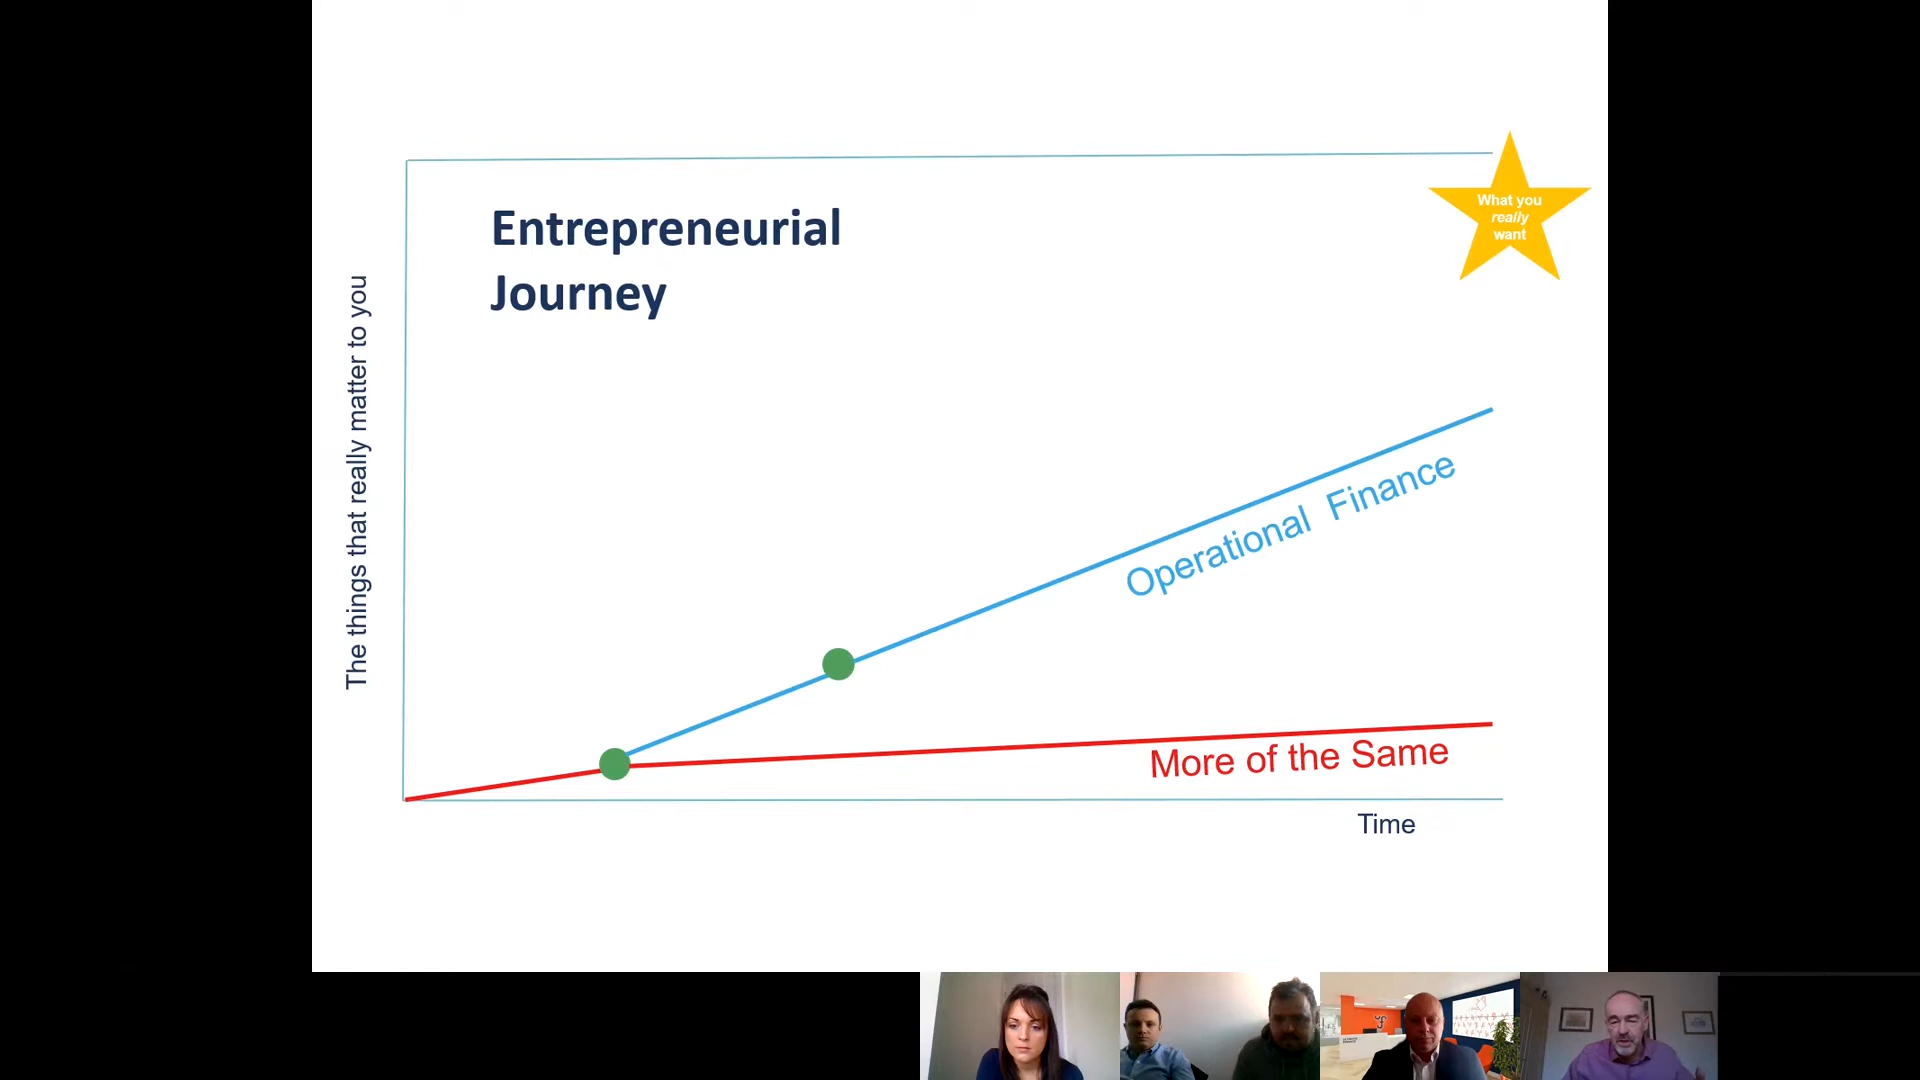 Entrepreneurial
Journey
What you
really
want
The things that really matter to you
Operational Finance
More of the Same
Time